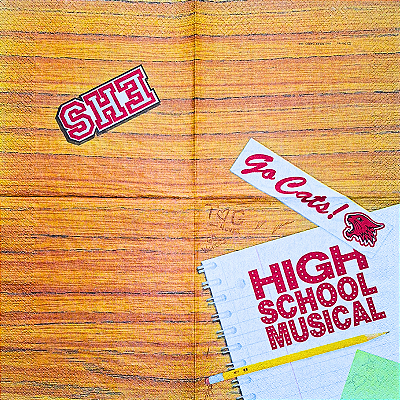 EHS
Go Cats!
T ♡ G
HIGH
SCHOOL
MUSICAL